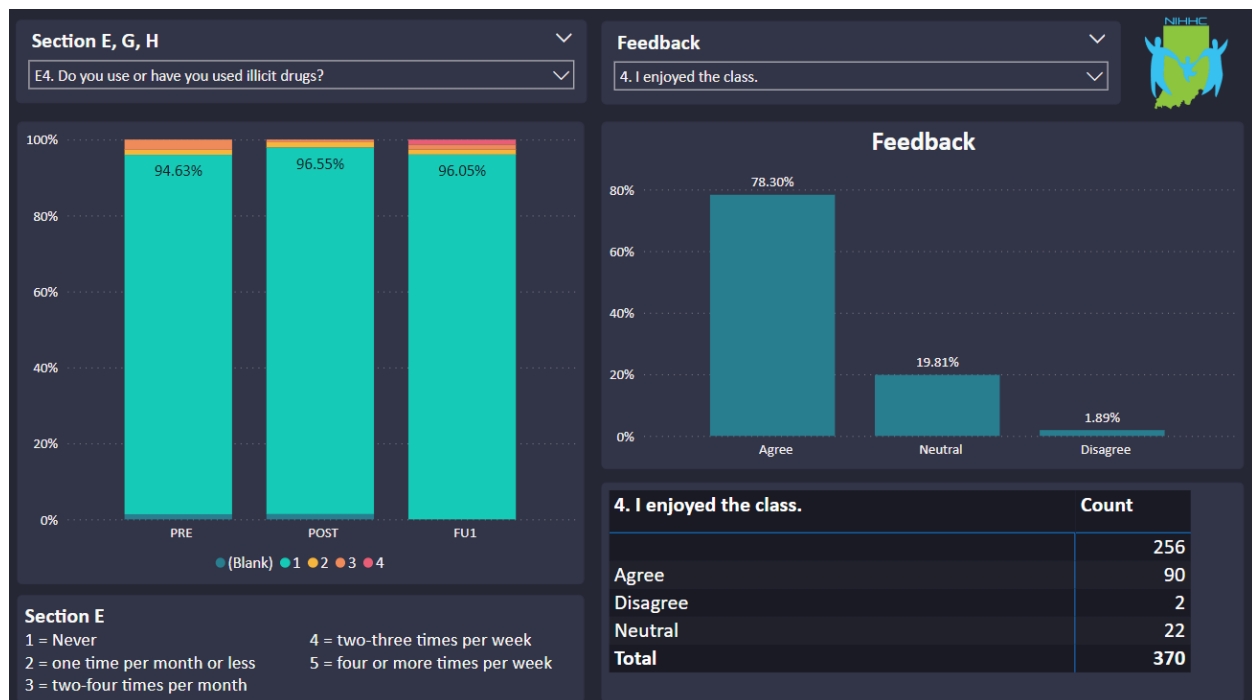 Section E, G, H
E4. Do you use or have you used illicit drugs?
Feedback
4. I enjoyed the class.
NIHHC
100%
80%
60%
40%
20%
0%
94.63%
96.55%
96.05%
PRE
POST
FU1
(Blank) 1 2 3 4
Section E
1 = Never
2 = one time per month or less
3 = two-four times per month
4 = two-three times per week
5 = four or more times per week
Feedback
80%
60%
40%
20%
0%
78.30%
19.81%
1.89%
Agree
Neutral
Disagree
4. I enjoyed the class. Count
256
Agree 90
Disagree 2
Neutral 22
Total 370